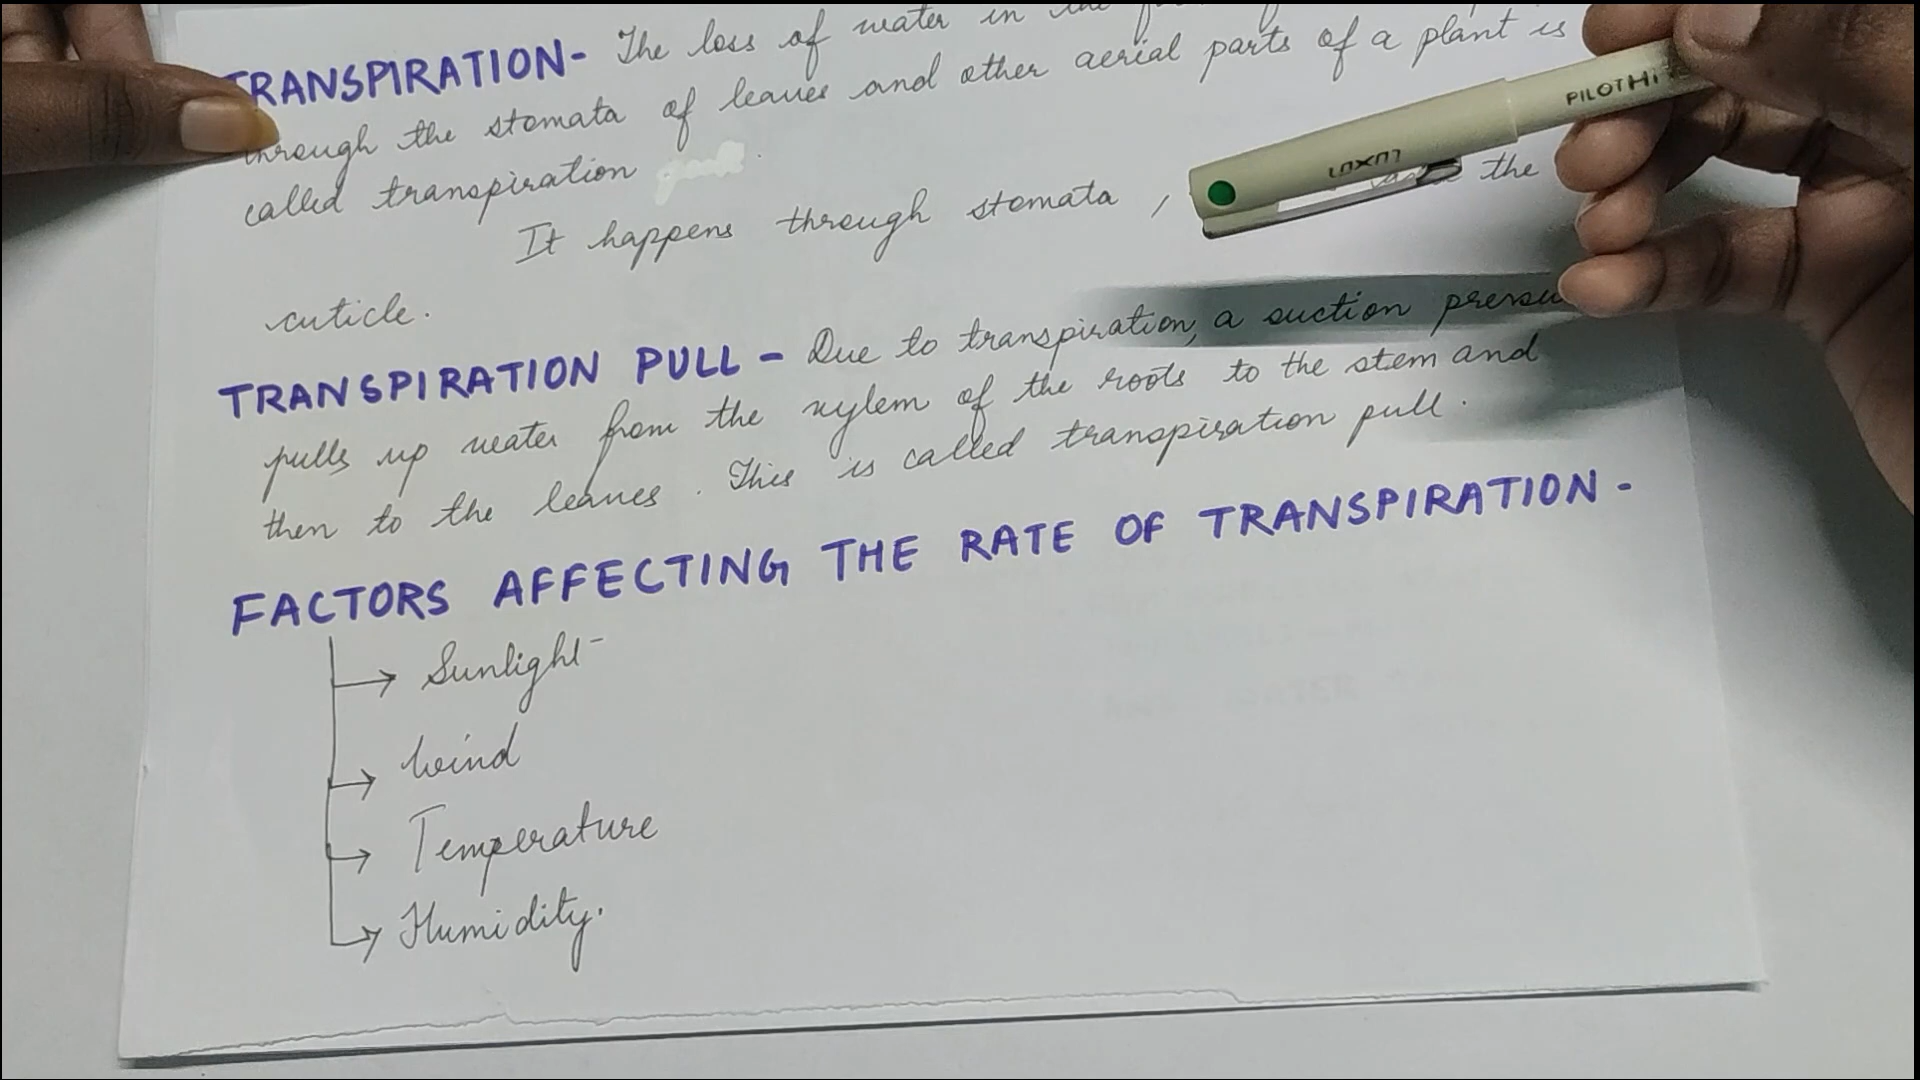 TRANSPIRATION- The loss of water in the
through the stomata of leaves and other aerial parts of a plant is
called transpiration
It happens through stomata, the
cuticle.
TRANSPIRATION PULL - Due to transpiration, a suction pressu
pulls up water from the xylem of the roots to the stem and
then to the leaves. This is called transpiration pull.
FACTORS AFFECTING THE RATE OF TRANSPIRATION -
Sunlight-
Wind
Temperature
Humidity.
PILOT HI
LUXOR